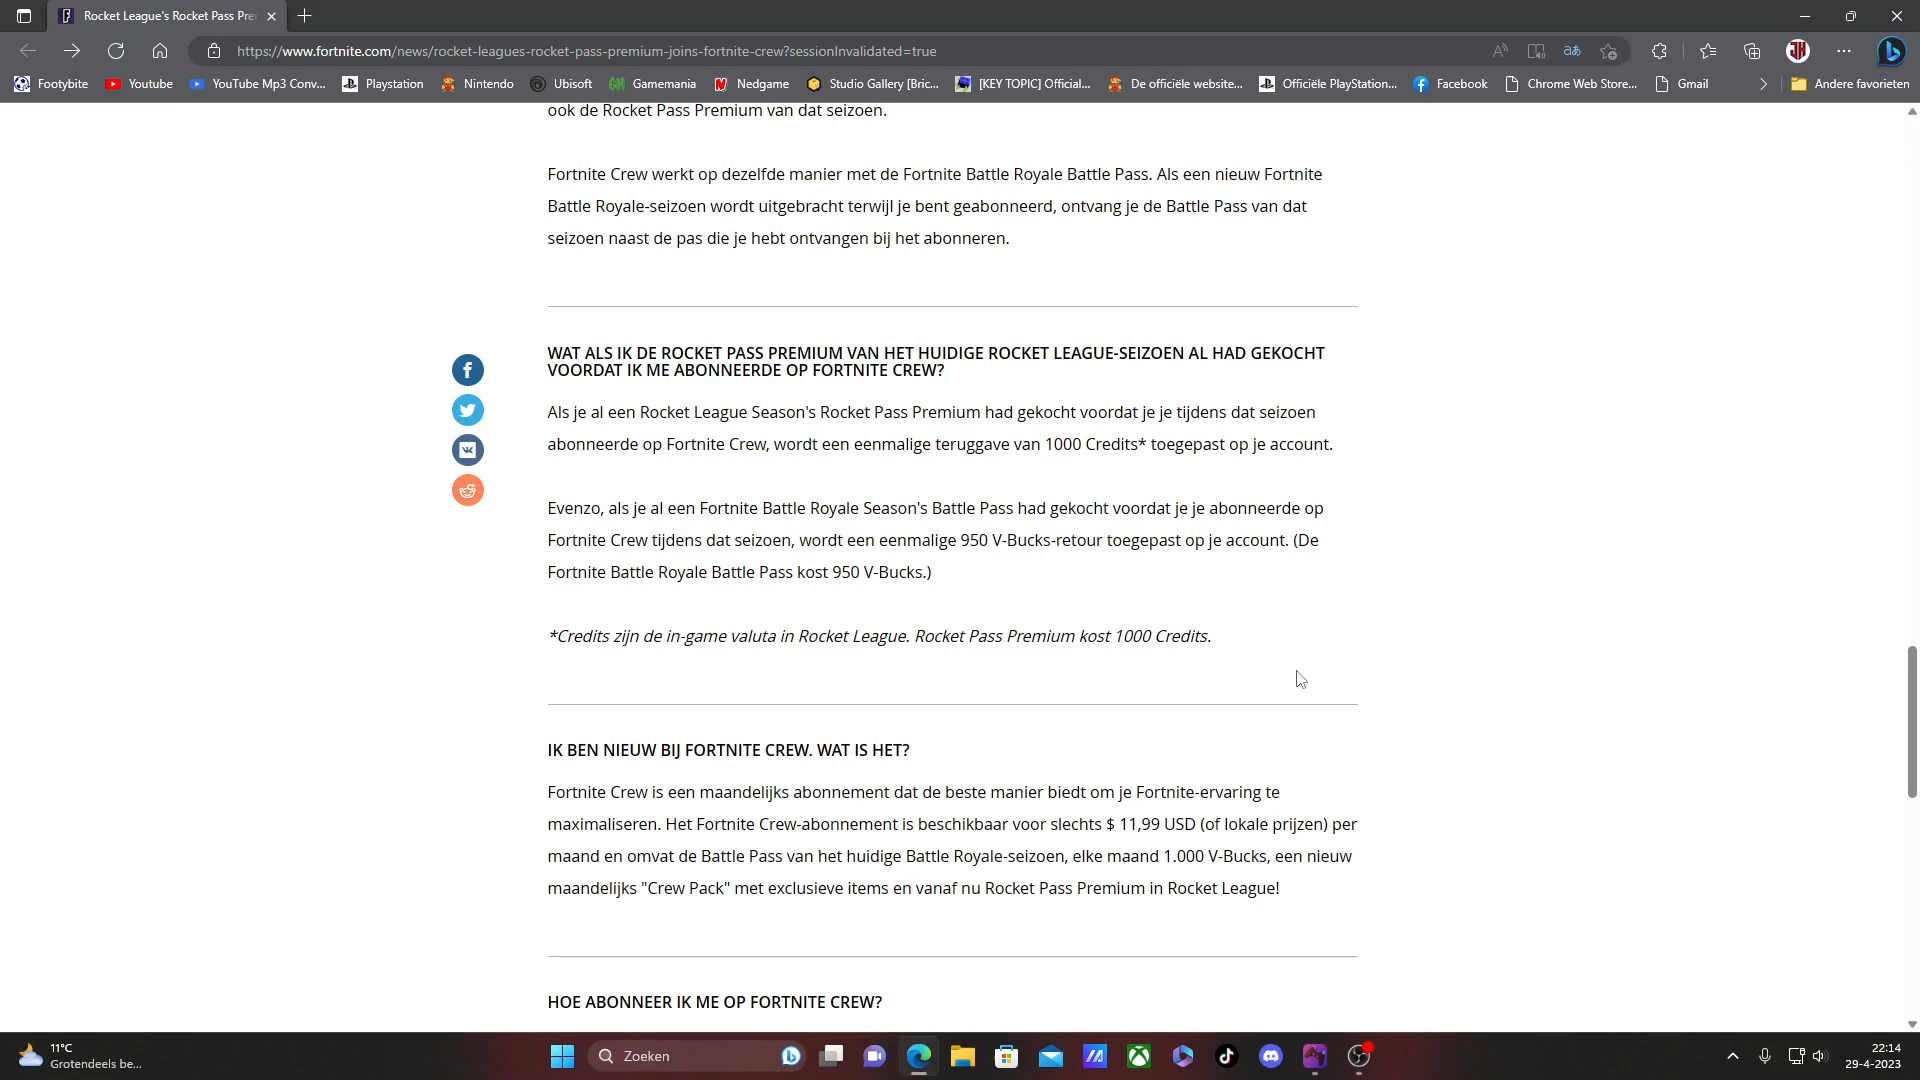 Rocket League's Rocket Pass Pre
https://www.fortnite.com/news/rocket-leagues-rocket-pass-premium-joins-fortnite-crew?sessionInvalidated=true
Footybite Youtube YouTube Mp3 Conv... Playstation Nintendo Ubisoft Gamemania Nedgame Studio Gallery [Bric... [KEY TOPIC] Official... De officiële website... Officiële PlayStation... Facebook Chrome Web Store... Gmail Andere favorieten
ook de Rocket Pass Premium van dat seizoen.
Fortnite Crew werkt op dezelfde manier met de Fortnite Battle Royale Battle Pass. Als een nieuw Fortnite
Battle Royale-seizoen wordt uitgebracht terwijl je bent geabonneerd, ontvang je de Battle Pass van dat
seizoen naast de pas die je hebt ontvangen bij het abonneren.
WAT ALS IK DE ROCKET PASS PREMIUM VAN HET HUIDIGE ROCKET LEAGUE-SEIZOEN AL HAD GEKOCHT
VOORDAT IK ME ABONNEERDE OP FORTNITE CREW?
Als je al een Rocket League Season's Rocket Pass Premium had gekocht voordat je je tijdens dat seizoen
abonneerde op Fortnite Crew, wordt een eenmalige teruggave van 1000 Credits* toegepast op je account.
Evenzo, als je al een Fortnite Battle Royale Season's Battle Pass had gekocht voordat je je abonneerde op
Fortnite Crew tijdens dat seizoen, wordt een eenmalige 950 V-Bucks-retour toegepast op je account. (De
Fortnite Battle Royale Battle Pass kost 950 V-Bucks.)
*Credits zijn de in-game valuta in Rocket League. Rocket Pass Premium kost 1000 Credits.
IK BEN NIEUW BIJ FORTNITE CREW. WAT IS HET?
Fortnite Crew is een maandelijks abonnement dat de beste manier biedt om je Fortnite-ervaring te
maximaliseren. Het Fortnite Crew-abonnement is beschikbaar voor slechts $ 11,99 USD (of lokale prijzen) per
maand en omvat de Battle Pass van het huidige Battle Royale-seizoen, elke maand 1.000 V-Bucks, een nieuw
maandelijks "Crew Pack" met exclusieve items en vanaf nu Rocket Pass Premium in Rocket League!
HOE ABONNEER IK ME OP FORTNITE CREW?
11°C
Grotendeels be...
Zoeken
22:14
29-4-2023